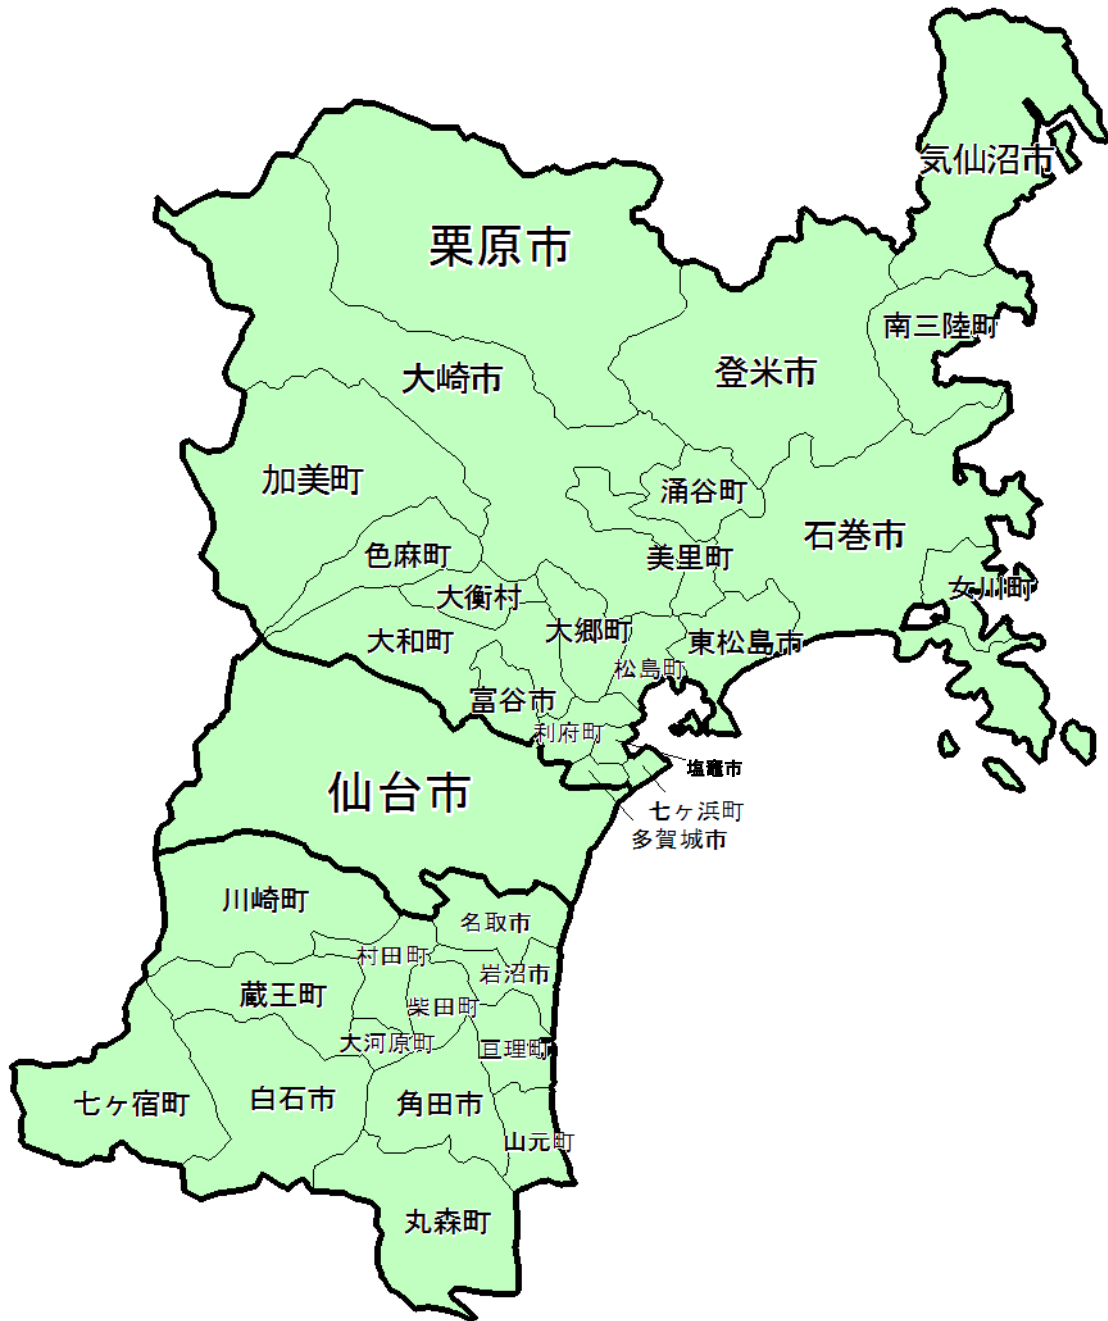 気仙沼市
栗原市
南三陸町
登米市
大崎市
加美町
涌谷町
石巻市
色麻町
美里町
女川町
大衡村
大郷町
大和町
東松島市
松島町
富谷市
利府町
塩竈市
仙台市
七ヶ浜町
多賀城市
川崎町
名取市
村田町
岩沼市
蔵王町
柴田町
大河原町
亘理町
白石市
七ヶ宿町
角田市
山元町
丸森町